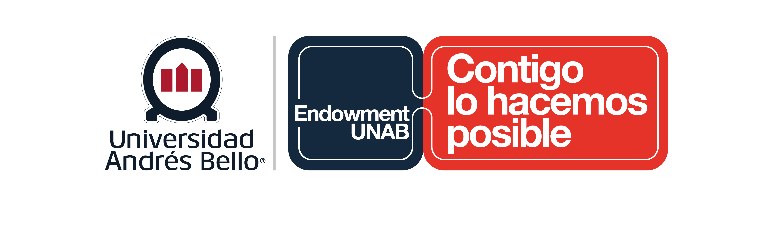 Universidad
Andrés Bello®
Endowment
UNAB
Contigo
lo hacemos
posible